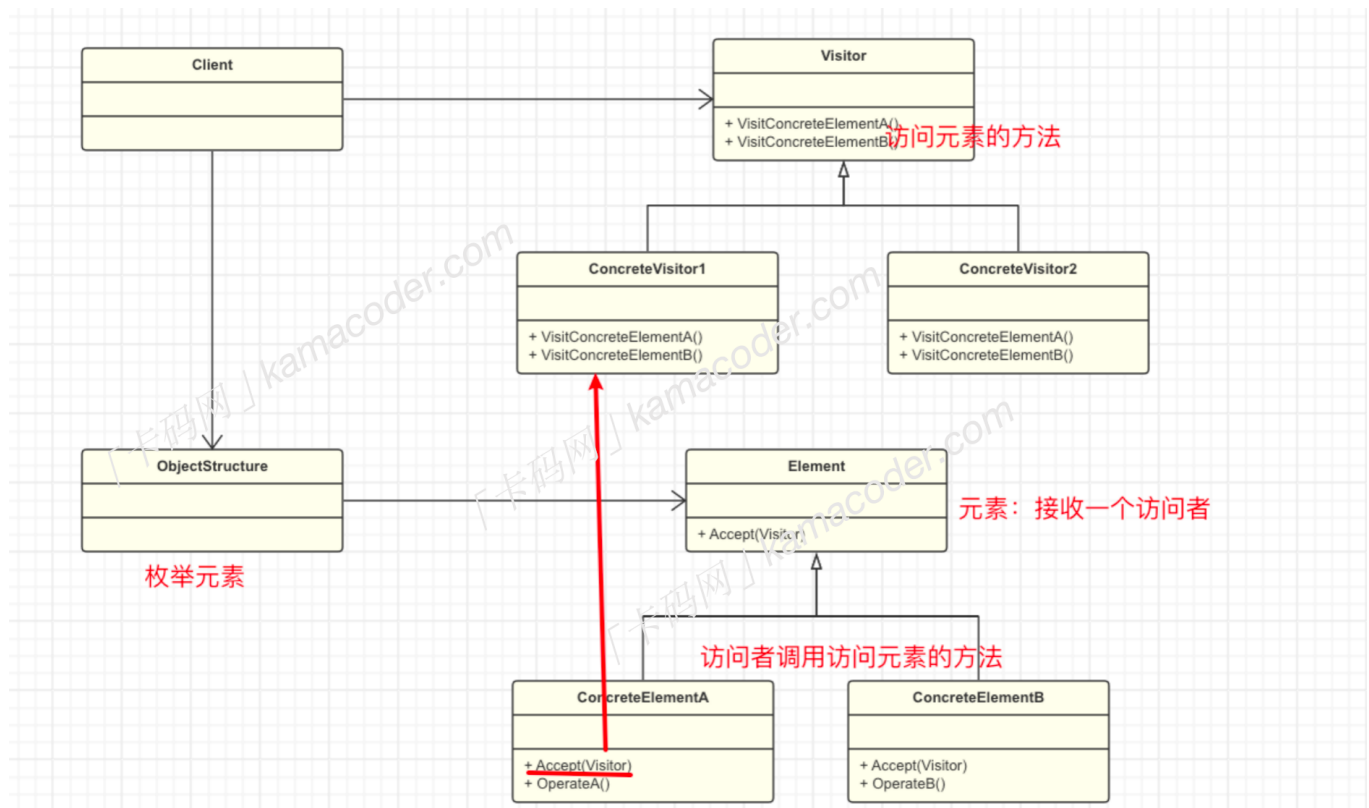 Client
Visitor
+ VisitConcreteElementA()
+ VisitConcreteElementB()
访问元素的方法
ConcreteVisitor1
+ VisitConcreteElementA()
+ VisitConcreteElementB()
ConcreteVisitor2
+ VisitConcreteElementA()
+ VisitConcreteElementB()
「卡码网」kamacoder.com
「卡码网」kamacoder.com
「卡码网」kamacoder.com
ObjectStructure
枚举元素
Element
+ Accept(Visitor)
元素：接收一个访问者
访问者调用访问元素的方法
ConcreteElementA
+ Accept(Visitor)
+ OperateA()
ConcreteElementB
+ Accept(Visitor)
+ OperateB()